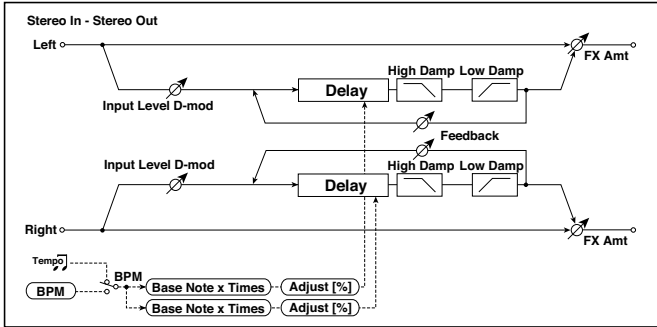 Stereo In - Stereo Out
Left
FX Amt
High Damp Low Damp
Delay
Input Level D-mod
Feedback
Input Level D-mod
High Damp Low Damp
Delay
Right
FX Amt
Tempo
BPM
BPM
Base Note x Times Adjust [%]
Base Note x Times Adjust [%]